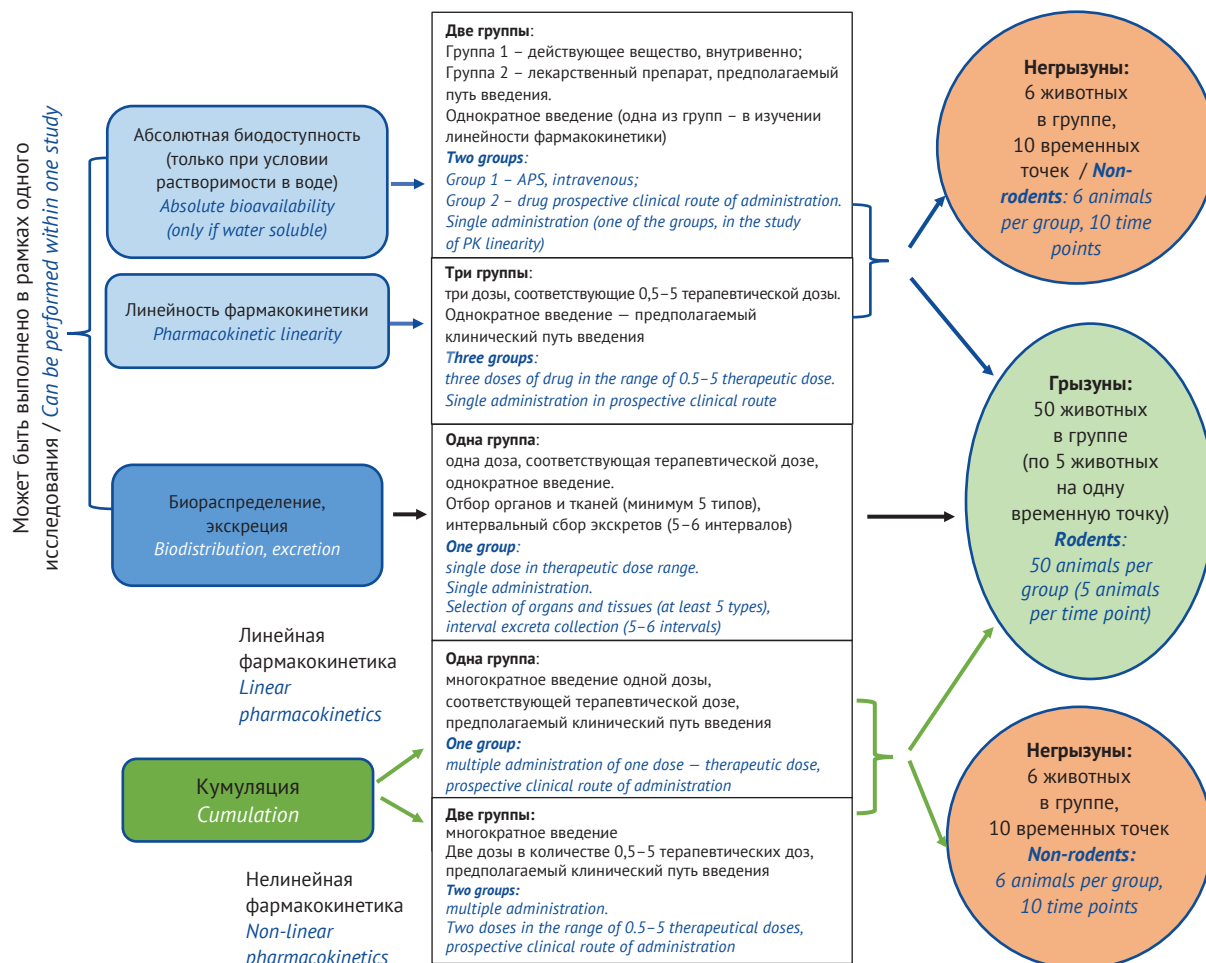 Может быть выполнено в рамках одного
исследования / Can be performed within one study
Абсолютная биодоступность
(только при условии
растворимости в воде)
Absolute bioavailability
(only if water soluble)
Линейность фармакокинетики
Pharmacokinetic linearity
Биораспределение,
экскреция
Biodistribution, excretion
Линейная
фармакокинетика
Linear
pharmacokinetics
Кумуляция
Cumulation
Нелинейная
фармакокинетика
Non-linear
pharmacokinetics
Две группы:
Группа 1 – действующее вещество, внутривенно;
Группа 2 – лекарственный препарат, предполагаемый
путь введения.
Однократное введение (одна из групп – в изучении
линейности фармакокинетики)
Two groups:
Group 1 – APS, intravenous;
Group 2 – drug prospective clinical route of administration.
Single administration (one of the groups, in the study
of PK linearity)
Три группы:
три дозы, соответствующие 0,5–5 терапевтической дозы.
Однократное введение — предполагаемый
клинический путь введения
Three groups:
three doses of drug in the range of 0.5–5 therapeutic dose.
Single administration in prospective clinical route
Одна группа:
одна доза, соответствующая терапевтической дозе,
однократное введение.
Отбор органов и тканей (минимум 5 типов),
интервальный сбор экскретов (5–6 интервалов)
One group:
single dose in therapeutic dose range.
Single administration.
Selection of organs and tissues (at least 5 types),
interval excreta collection (5–6 intervals)
Одна группа:
многократное введение одной дозы,
соответствующей терапевтической дозе,
предполагаемый клинический путь введения
One group:
multiple administration of one dose — therapeutic dose,
prospective clinical route of administration
Две группы:
многократное введение
Две дозы в количестве 0,5–5 терапевтических доз,
предполагаемый клинический путь введения
Two groups:
multiple administration.
Two doses in the range of 0.5–5 therapeutical doses,
prospective clinical route of administration
Негрызуны:
6 животных
в группе,
10 временных
точек / Non-
rodents: 6 animals
per group, 10 time
points
Грызуны:
50 животных
в группе
(по 5 животных
на одну
временную точку)
Rodents:
50 animals per
group (5 animals
per time point)
Негрызуны:
6 животных
в группе,
10 временных точек
Non-rodents:
6 animals per group,
10 time points